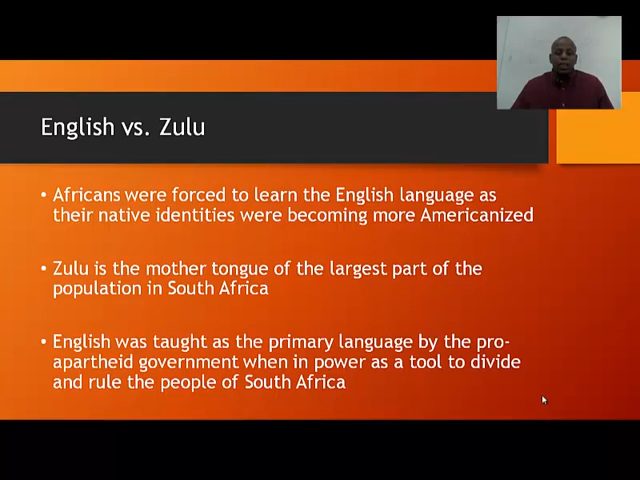 English vs. Zulu
• Africans were forced to learn the English language as
their native identities were becoming more Americanized
• Zulu is the mother tongue of the largest part of the
population in South Africa
• English was taught as the primary language by the pro-
apartheid government when in power as a tool to divide
and rule the people of South Africa